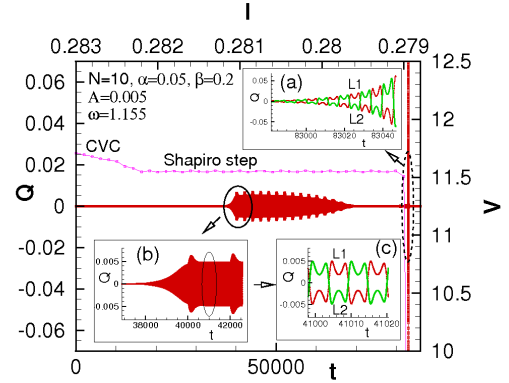 I
0.283 0.282 0.281 0.28 0.279
N=10, α=0.05, β=0.2
A=0.005
ω=1.155
CVC
Shapiro step
Q
0.06
0.04
0.02
0
-0.02
-0.04
-0.06
V
12.5
12
11.5
11
10.5
10
0 50000
t
(a)
Q
0.05
0
-0.05
L1
L2
83000 83020 83040
t
(b)
Q
0.005
0
-0.005
38000 40000 42000
t
(c)
Q
0.005
0
-0.005
L1
L2
41000 41010 41020
t